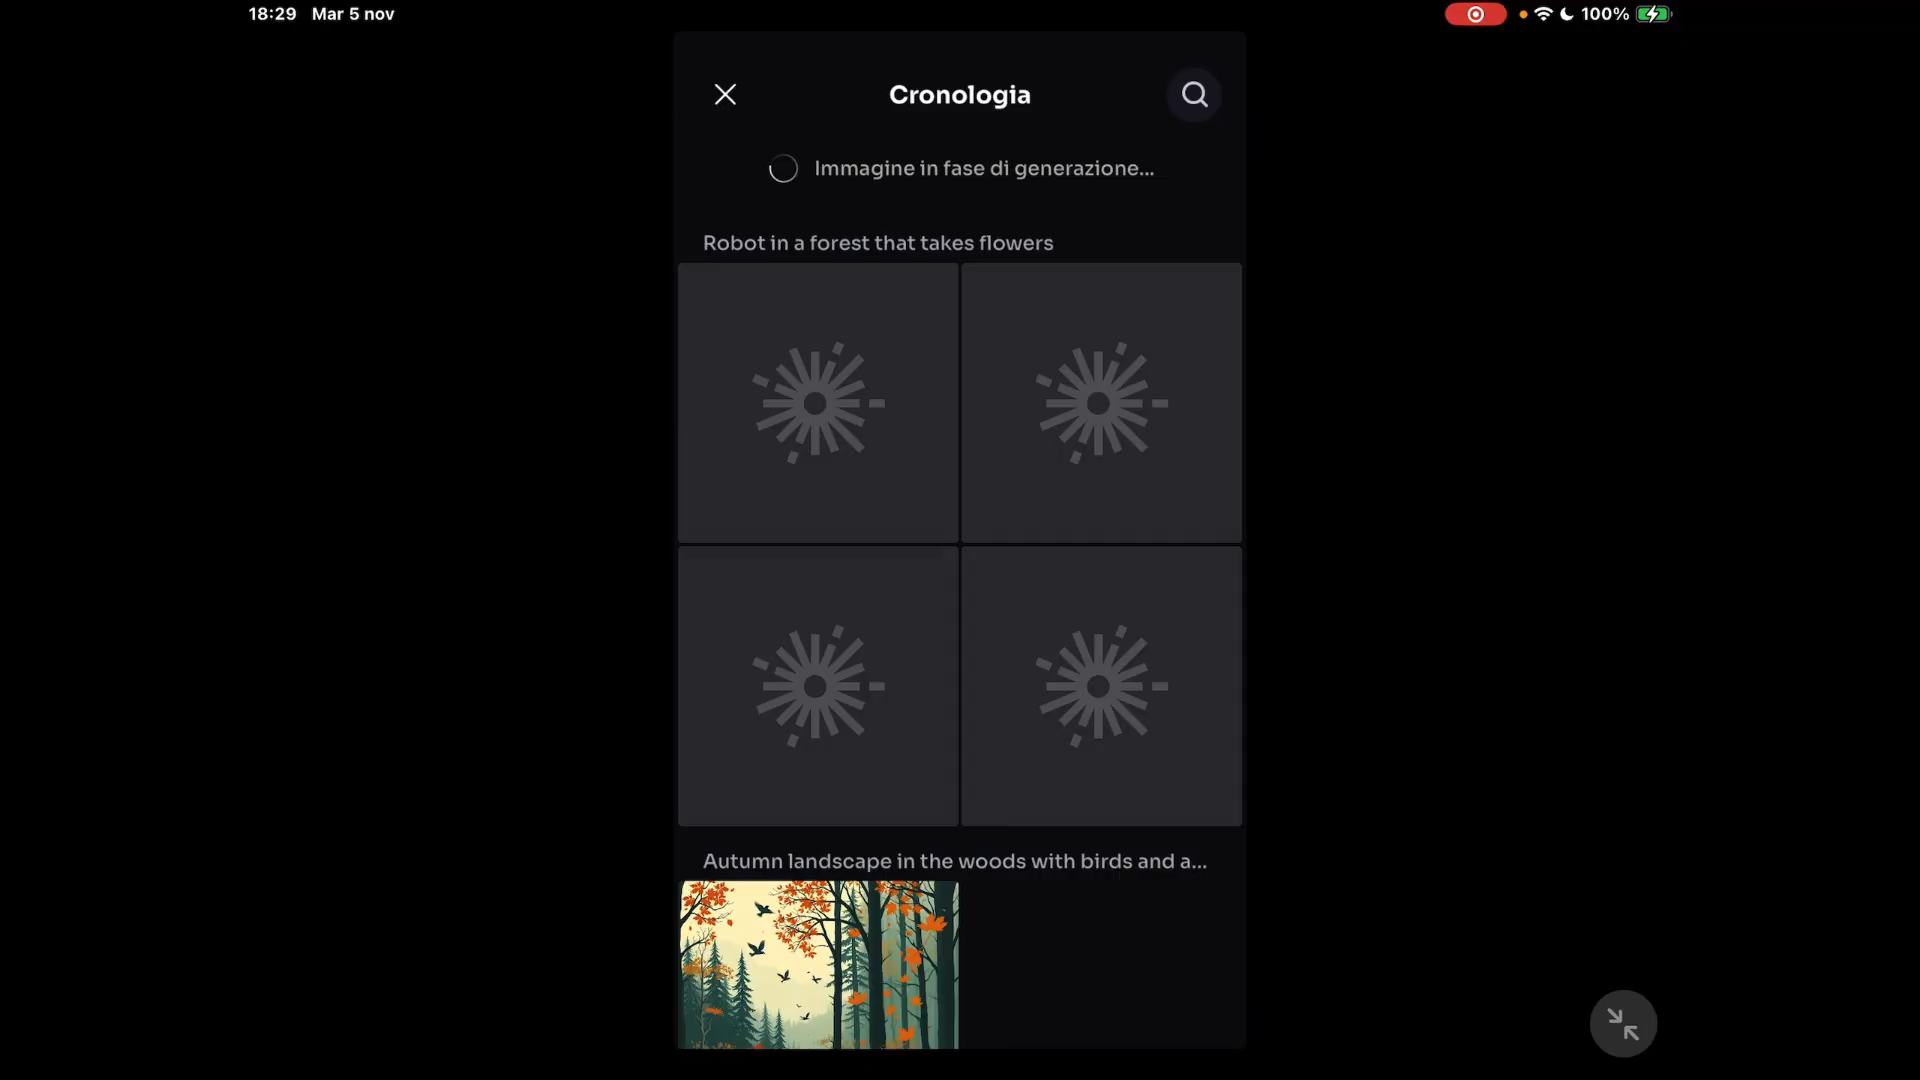 18:29 Mar 5 nov
100%
Cronologia
Immagine in fase di generazione...
Robot in a forest that takes flowers
Autumn landscape in the woods with birds and a...